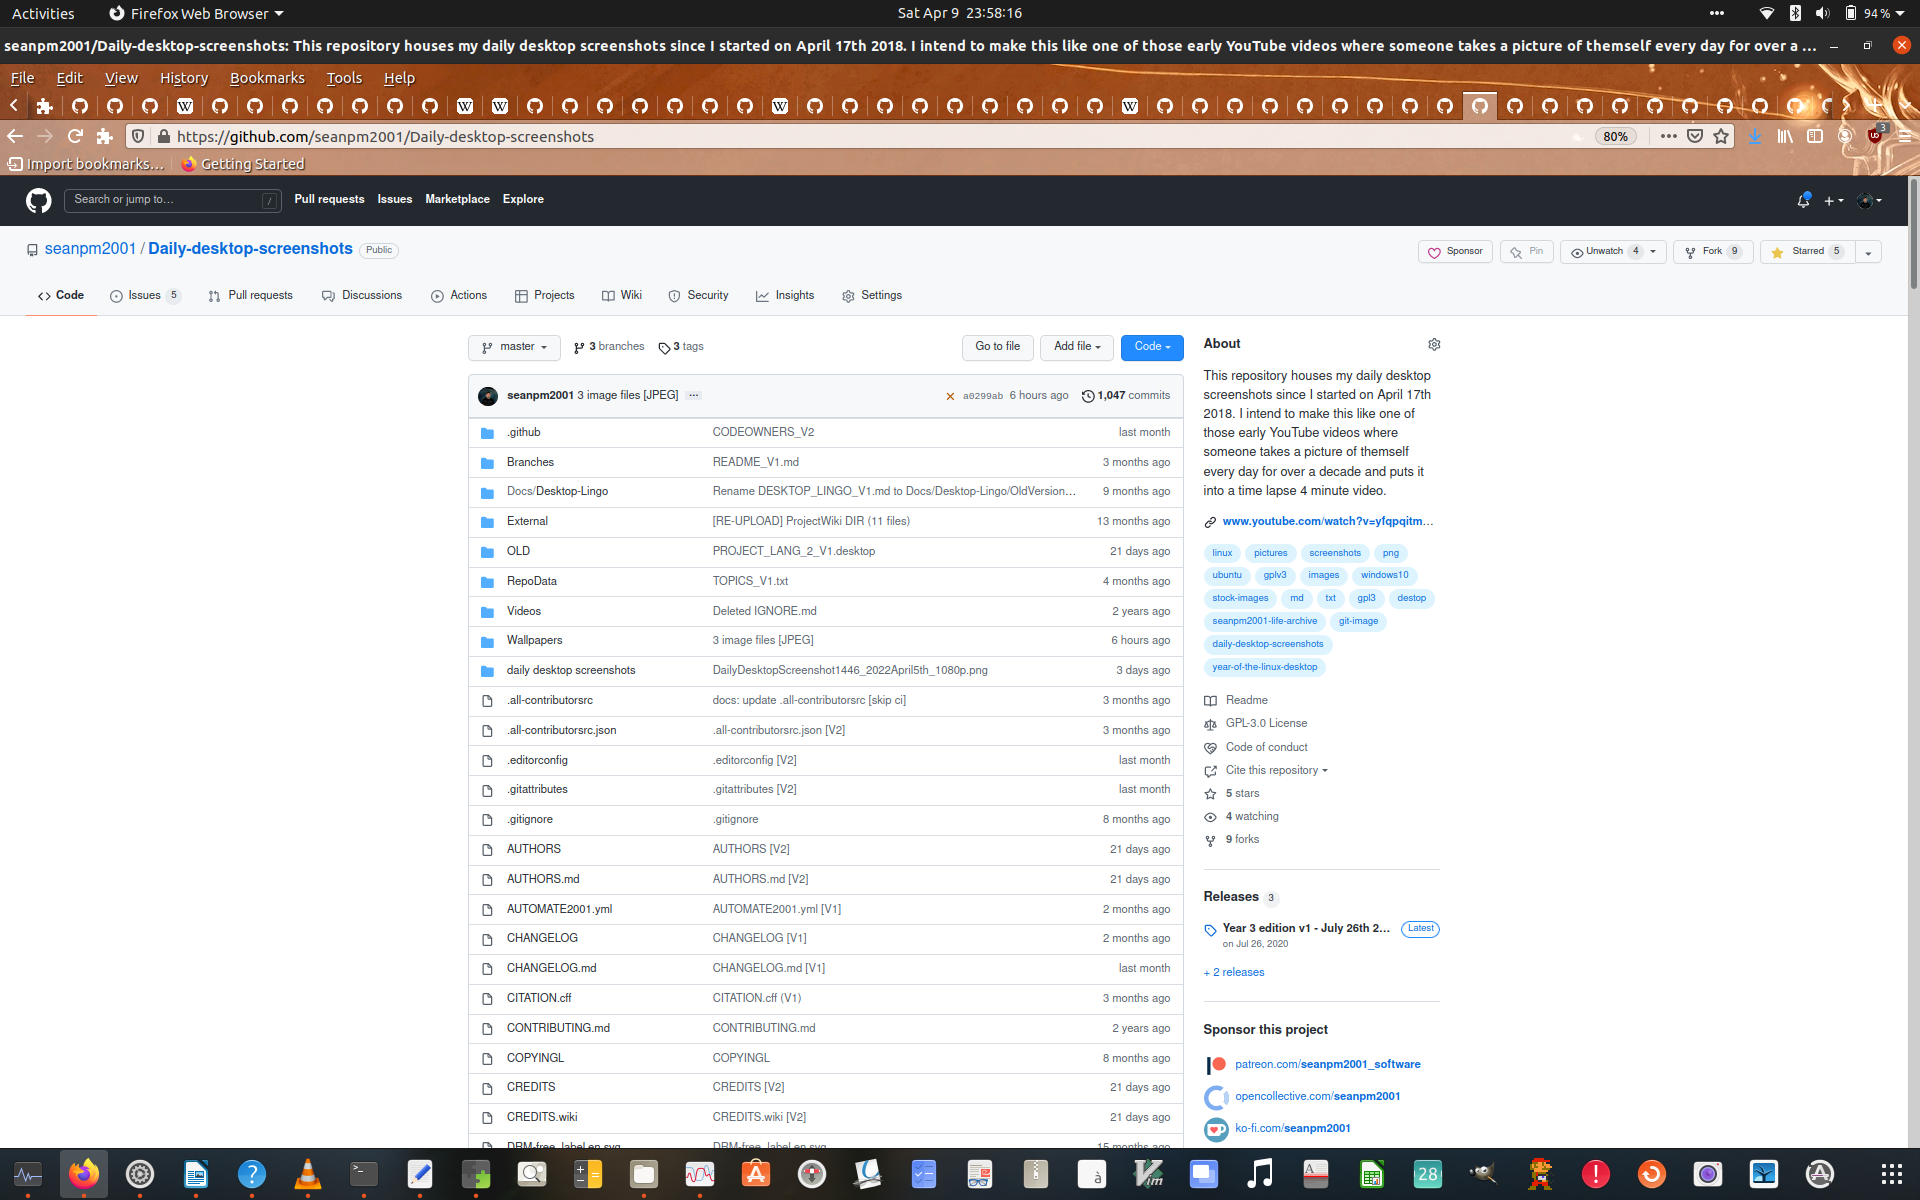 Activities Firefox Web Browser Sat Apr 9 23:58:16 94 %
seanpm2001/Daily-desktop-screenshots: This repository houses my daily desktop screenshots since I started on April 17th 2018. I intend to make this like one of those early YouTube videos where someone takes a picture of themself every day for over a ...
File Edit View History Bookmarks Tools Help
https://github.com/seanpm2001/Daily-desktop-screenshots 80% 3
Import bookmarks... Getting Started
Search or jump to... / Pull requests Issues Marketplace Explore
seanpm2001 / Daily-desktop-screenshots Public Sponsor Pin Unwatch 4 Fork 9 Starred 5
Code Issues 5 Pull requests Discussions Actions Projects Wiki Security Insights Settings
master 3 branches 3 tags Go to file Add file Code
seanpm2001 3 image files [JPEG] ... a0299ab 6 hours ago 1,047 commits
.github CODEOWNERS_V2 last month
Branches README_V1.md 3 months ago
Docs/Desktop-Lingo Rename DESKTOP_LINGO_V1.md to Docs/Desktop-Lingo/OldVersion... 9 months ago
External [RE-UPLOAD] ProjectWiki DIR (11 files) 13 months ago
OLD PROJECT_LANG_2_V1.desktop 21 days ago
RepoData TOPICS_V1.txt 4 months ago
Videos Deleted IGNORE.md 2 years ago
Wallpapers 3 image files [JPEG] 6 hours ago
daily desktop screenshots DailyDesktopScreenshot1446_2022April5th_1080p.png 3 days ago
.all-contributorsrc docs: update .all-contributorsrc [skip ci] 3 months ago
.all-contributorsrc.json .all-contributorsrc.json [V2] 3 months ago
.editorconfig .editorconfig [V2] last month
.gitattributes .gitattributes [V2] last month
.gitignore .gitignore 8 months ago
AUTHORS AUTHORS [V2] 21 days ago
AUTHORS.md AUTHORS.md [V2] 21 days ago
AUTOMATE2001.yml AUTOMATE2001.yml [V1] 2 months ago
CHANGELOG CHANGELOG [V1] 2 months ago
CHANGELOG.md CHANGELOG.md [V1] last month
CITATION.cff CITATION.cff (V1) 3 months ago
CONTRIBUTING.md CONTRIBUTING.md 2 years ago
COPYINGL COPYINGL 8 months ago
CREDITS CREDITS [V2] 21 days ago
CREDITS.wiki CREDITS.wiki [V2] 21 days ago
DRM-free_label.en.svg DRM-free_label.en.svg 15 months ago
About
This repository houses my daily desktop
screenshots since I started on April 17th
2018. I intend to make this like one of
those early YouTube videos where
someone takes a picture of themself
every day for over a decade and puts it
into a time lapse 4 minute video.
www.youtube.com/watch?v=yfqpqitm...
linux pictures screenshots png
ubuntu gplv3 images windows10
stock-images md txt gpl3 destop
seanpm2001-life-archive git-image
daily-desktop-screenshots
year-of-the-linux-desktop
Readme
GPL-3.0 License
Code of conduct
Cite this repository
5 stars
4 watching
9 forks
Releases 3
Year 3 edition v1 - July 26th 2... Latest
on Jul 26, 2020
+ 2 releases
Sponsor this project
patreon.com/seanpm2001_software
opencollective.com/seanpm2001
ko-fi.com/seanpm2001
28